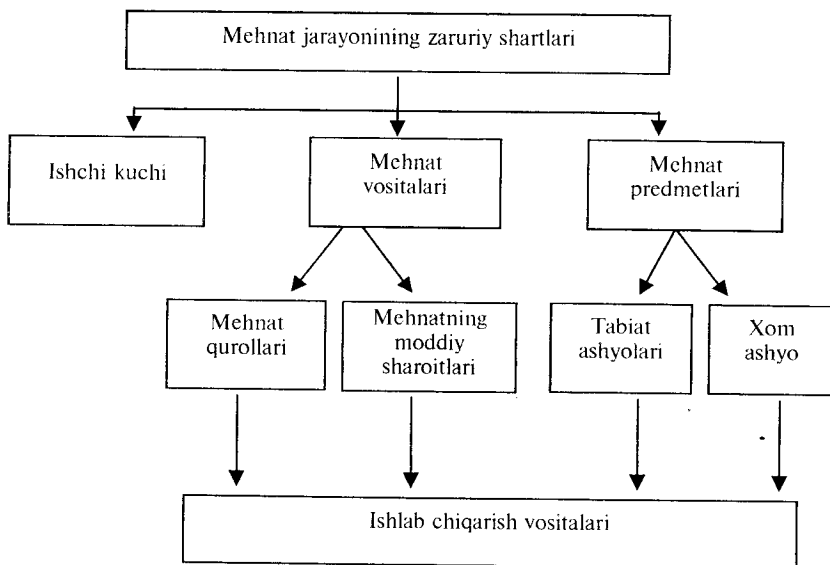 Mehnat jarayonining zaruriy shartlari
Ishchi kuchi
Mehnat
vositalari
Mehnat
predmetlari
Mehnat
qurollari
Mehnatning
moddiy
sharoitlari
Tabiat
ashyolari
Xom
ashyo
Ishlab chiqarish vositalari